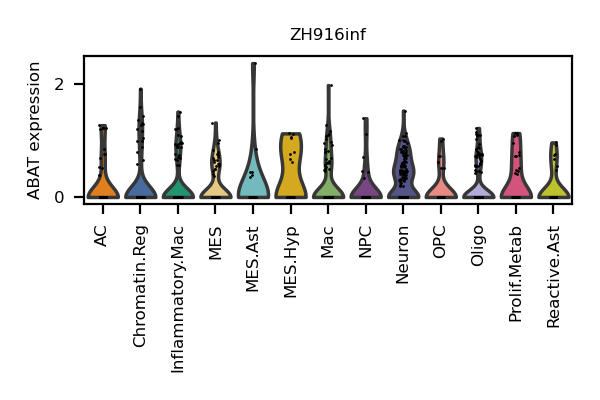 ZH916inf
ABAT expression
2
0
AC
Chromatin.Reg
Inflammatory.Mac
MES
MES.Ast
MES.Hyp
Mac
NPC
Neuron
OPC
Oligo
Prolif.Metab
Reactive.Ast